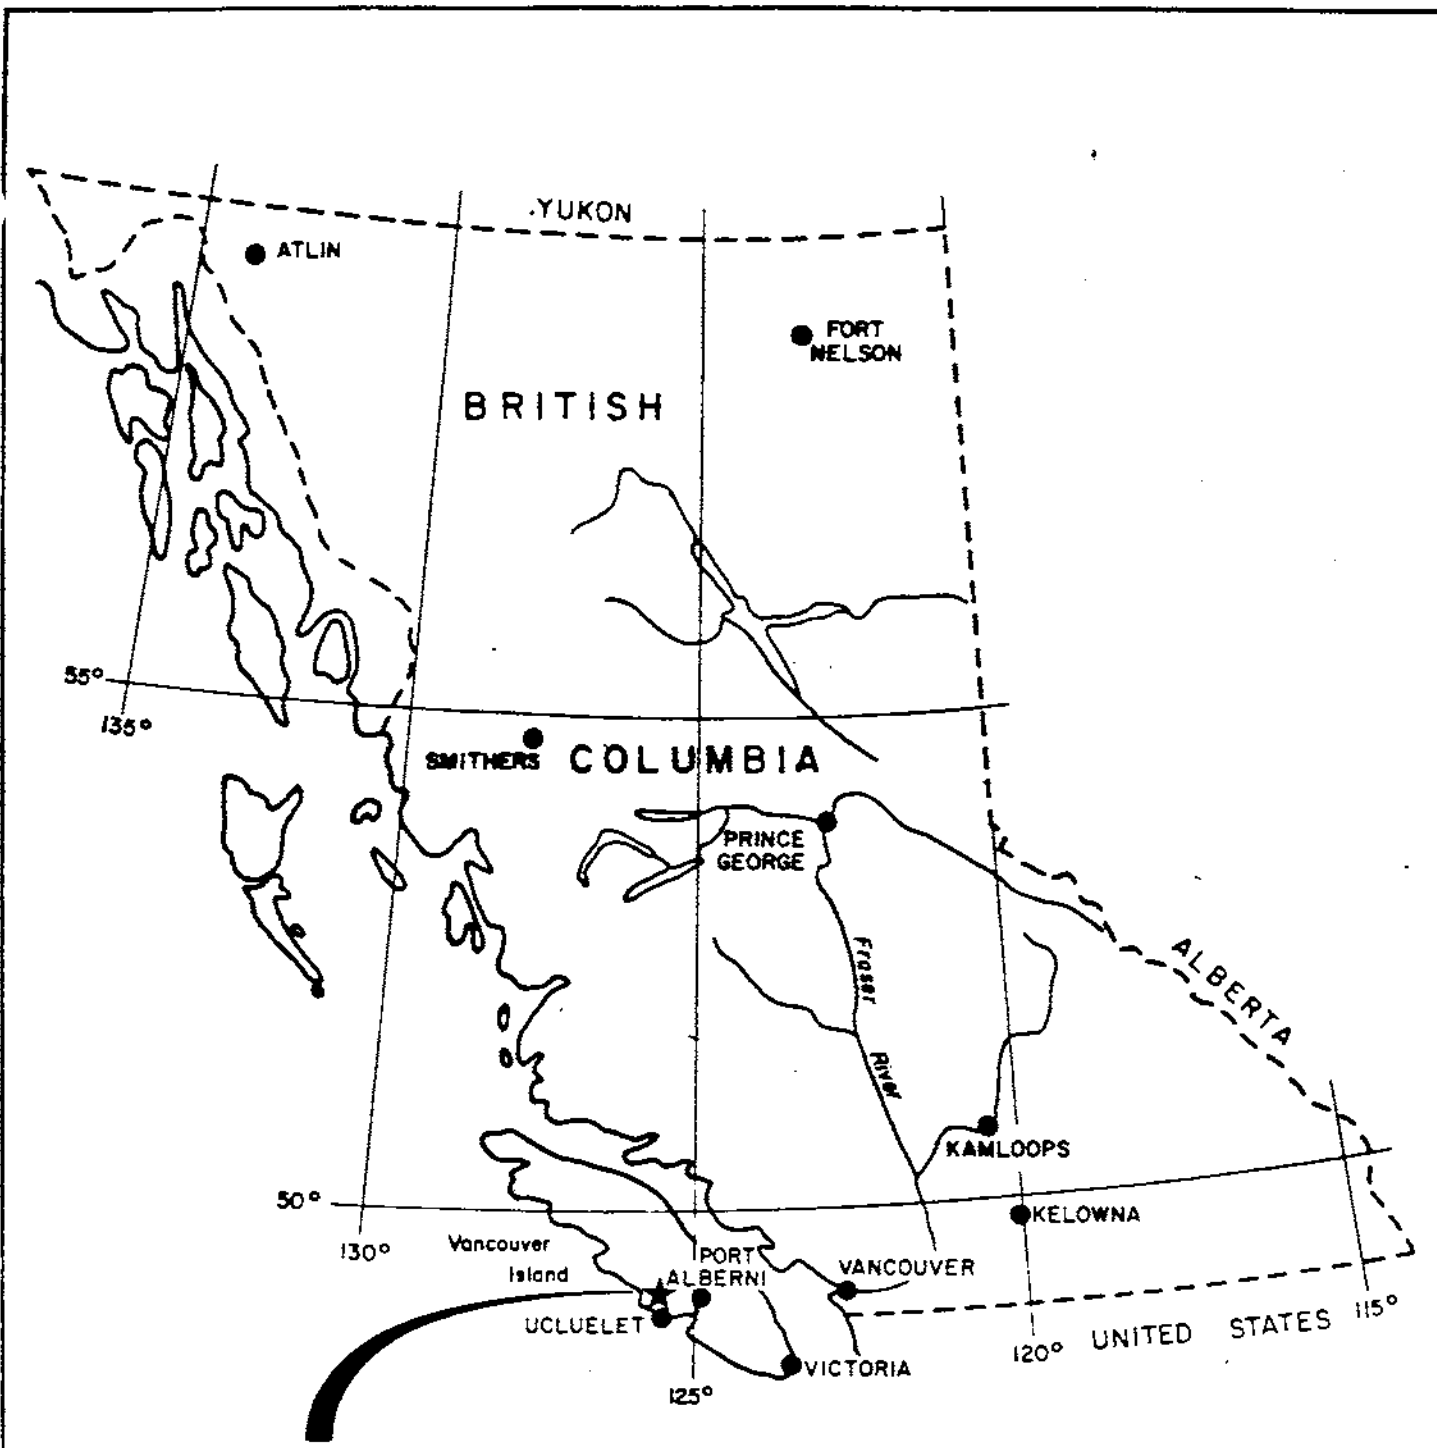 YUKON
ATLIN
FORT
NELSON
BRITISH
55°
135°
SMITHERS
COLUMBIA
PRINCE
GEORGE
Fraser
River
ALBERTA
KAMLOOPS
50°
KELOWNA
130°
Vancouver
Island
PORT
ALBERNI
VANCOUVER
UCLUELET
VICTORIA
125°
120°
UNITED STATES
115°